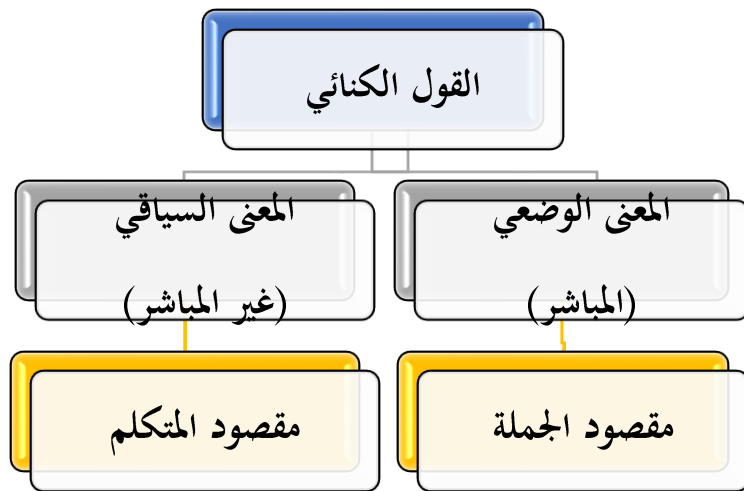 القول الكنائي
المعنى الوضعي
(المباشر)
المعنى السياقي
(غير المباشر)
مقصود الجملة
مقصود المتكلم